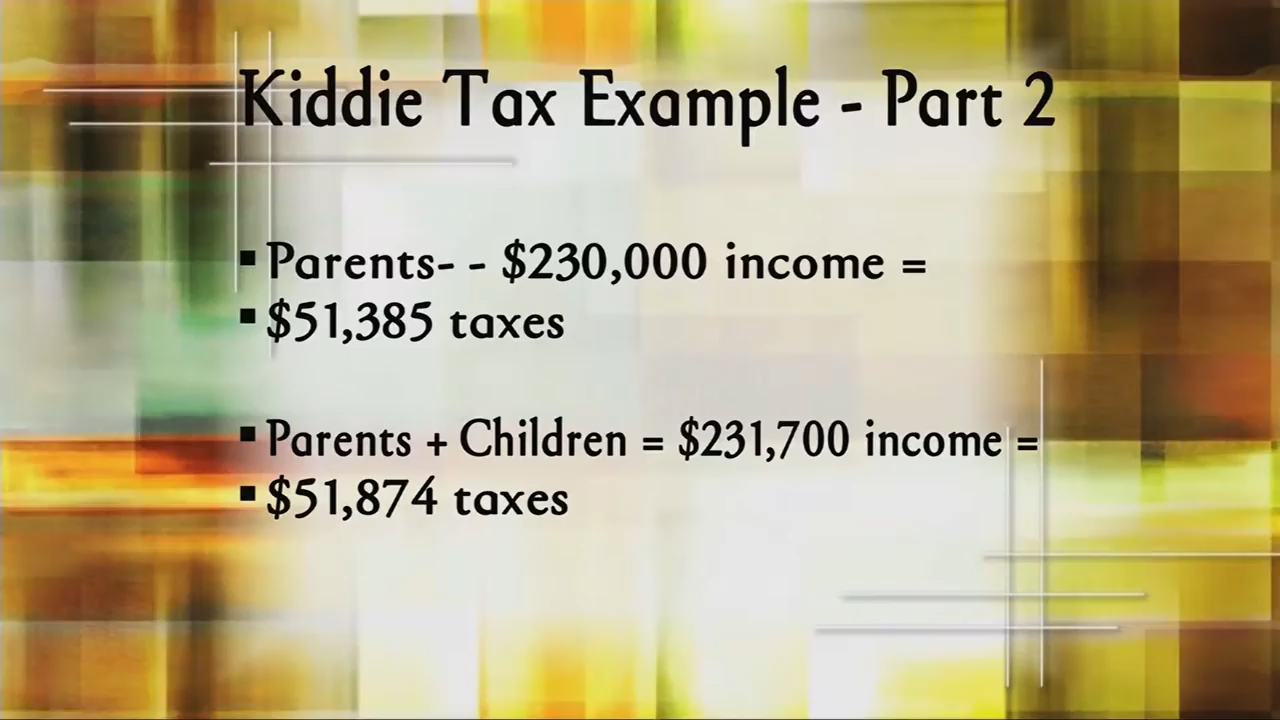 Kiddie Tax Example - Part 2
▪ Parents- - $230,000 income =
▪ $51,385 taxes
▪ Parents + Children = $231,700 income =
▪ $51,874 taxes